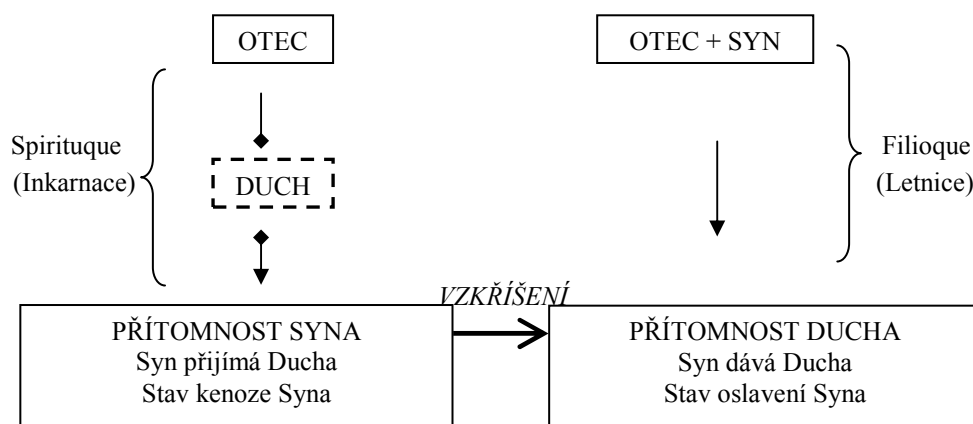 OTEC
OTEC + SYN
Spirituque
(Inkarnace)
DUCH
Filioque
(Letnice)
VZKŘÍŠENÍ
PŘÍTOMNOST SYNA
Syn přijímá Ducha
Stav kenoze Syna
PŘÍTOMNOST DUCHA
Syn dává Ducha
Stav oslavení Syna